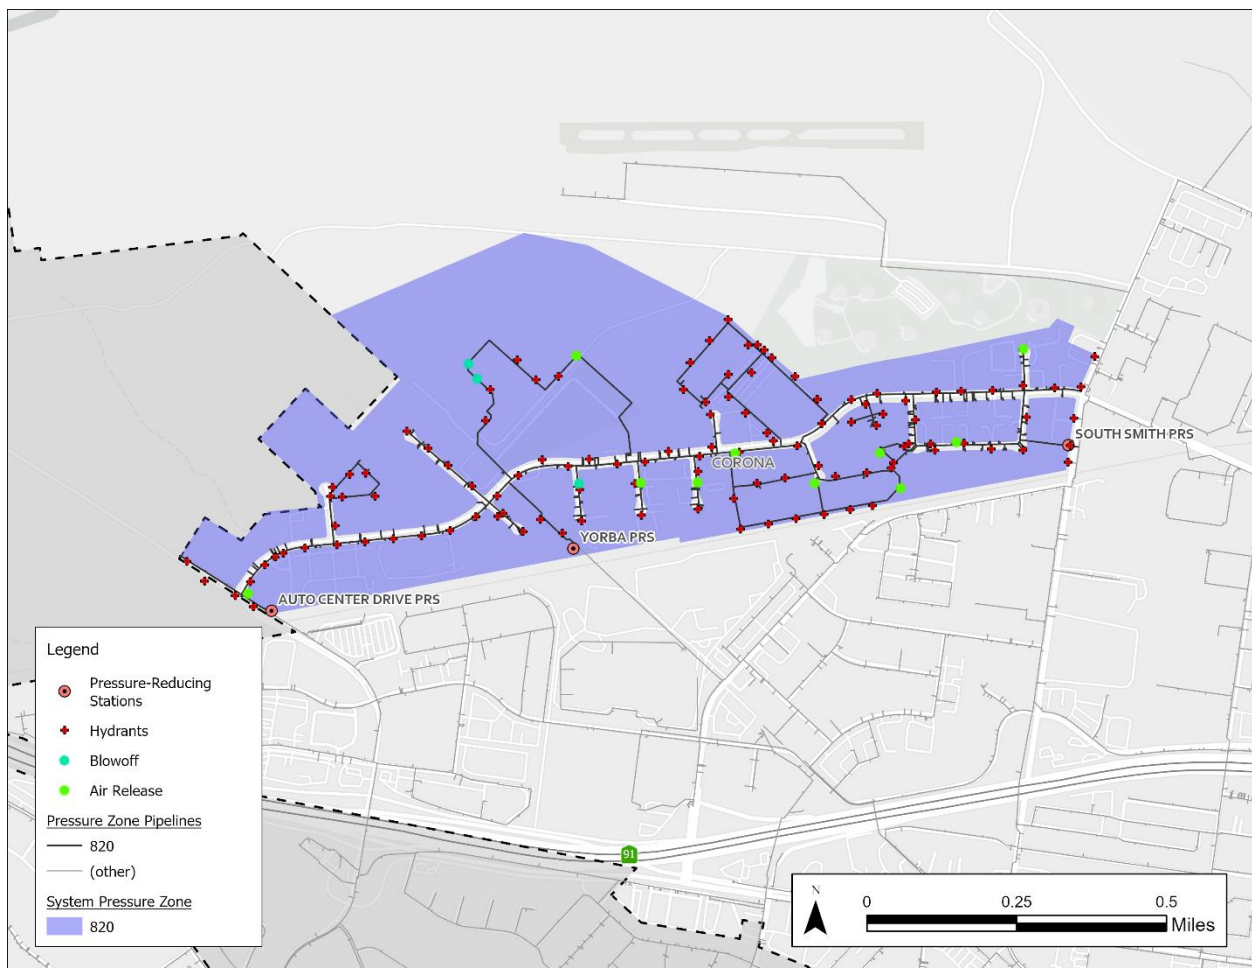 CORONA
SOUTH SMITH PRS
YORBA PRS
AUTO CENTER DRIVE PRS
91
Legend
Pressure-Reducing
Stations
Hydrants
Blowoff
Air Release
Pressure Zone Pipelines
820
(other)
System Pressure Zone
820
N
0 0.25 0.5
Miles